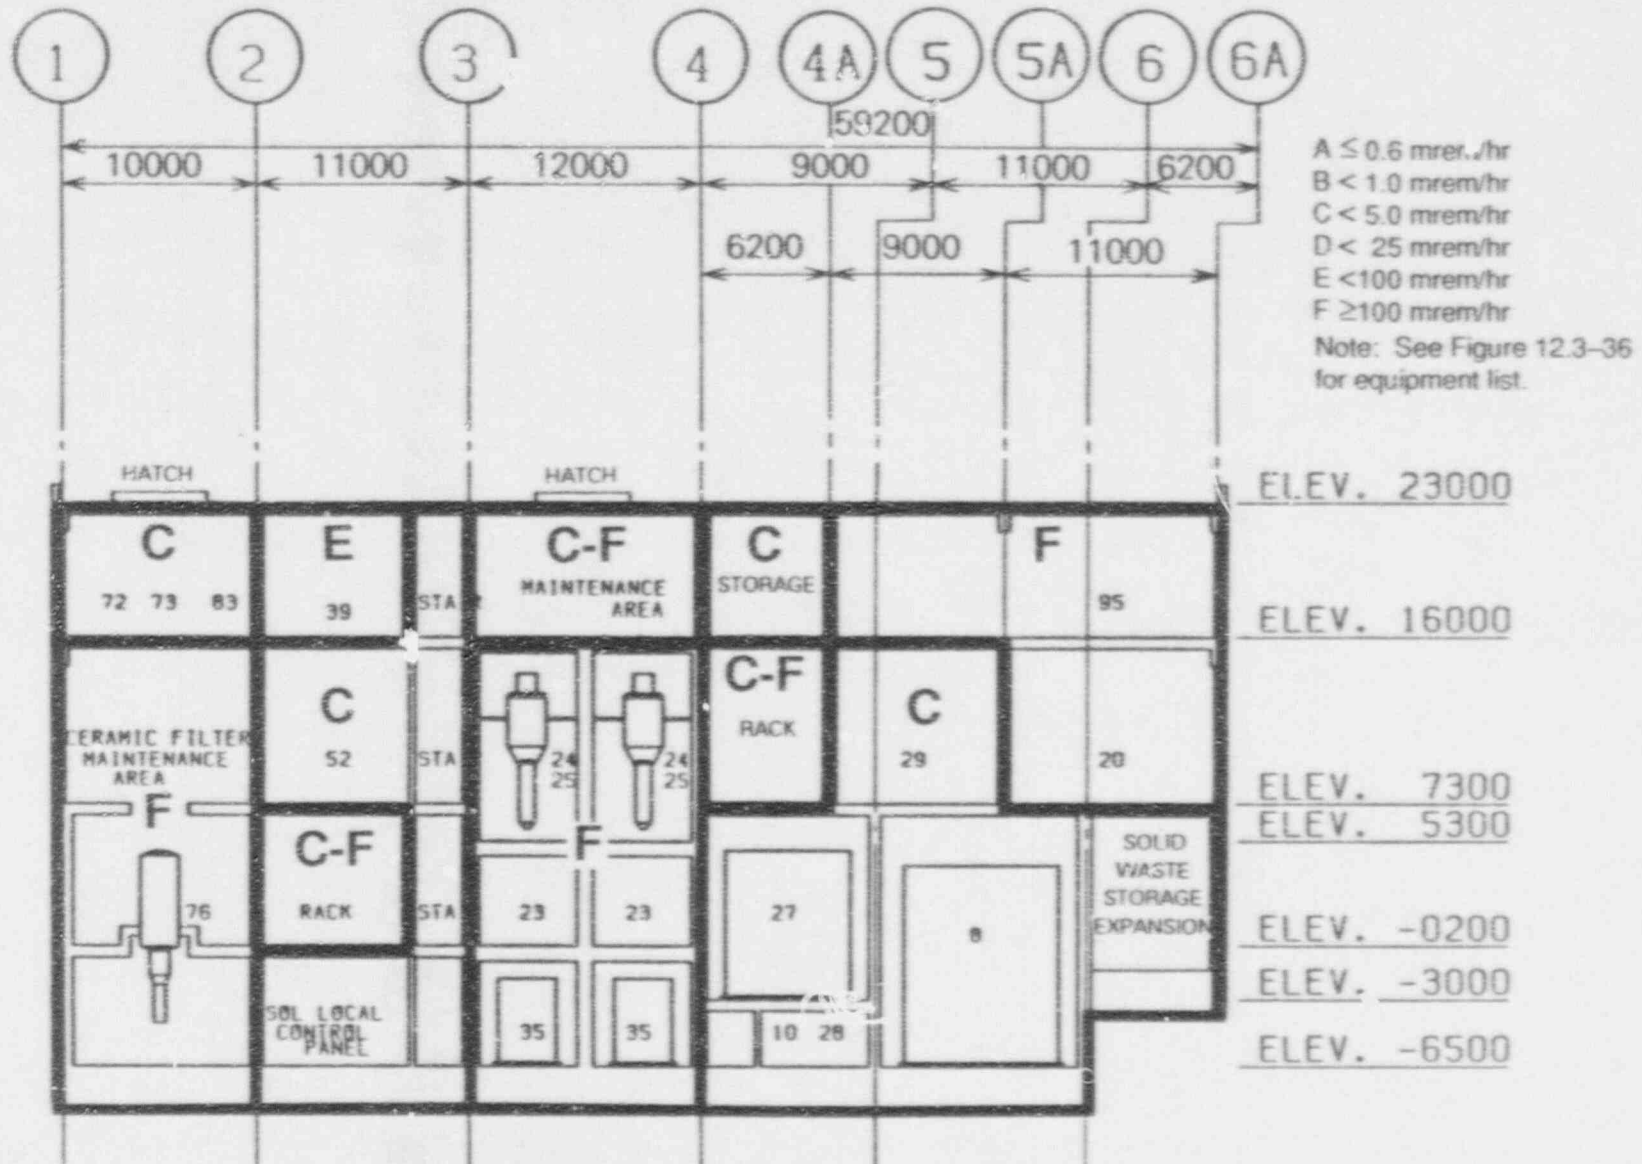 1 2 3 4 4A 5 5A 6 6A
59200
10000 11000 12000 9000 11000 6200
6200 9000 11000
A ≤ 0.6
B < 1.0 mrem/hr
C < 5.0 mrem/hr
D < 25 mrem/hr
E <100 mrem/hr
F ≥100 mrem/hr
Note: See Figure 12.3–36
for equipment list.
HATCH HATCH
ELEV. 23000
C E C-F C F
MAINTENANCE STORAGE
72 73 83 39 STA AREA 95
ELEV. 16000
C-F
C C
RACK
CERAMIC FILTER
MAINTENANCE 52 STA 24 24 29 20
AREA 25 25
ELEV. 7300
F
ELEV. 5300
C-F F SOLID
WASTE
STORAGE
76 RACK STA 23 23 27
EXPANSION
8
ELEV. -0200
ELEV. -3000
SOL LOCAL
CONTROL 35 35 10 28
PANEL
ELEV. -6500